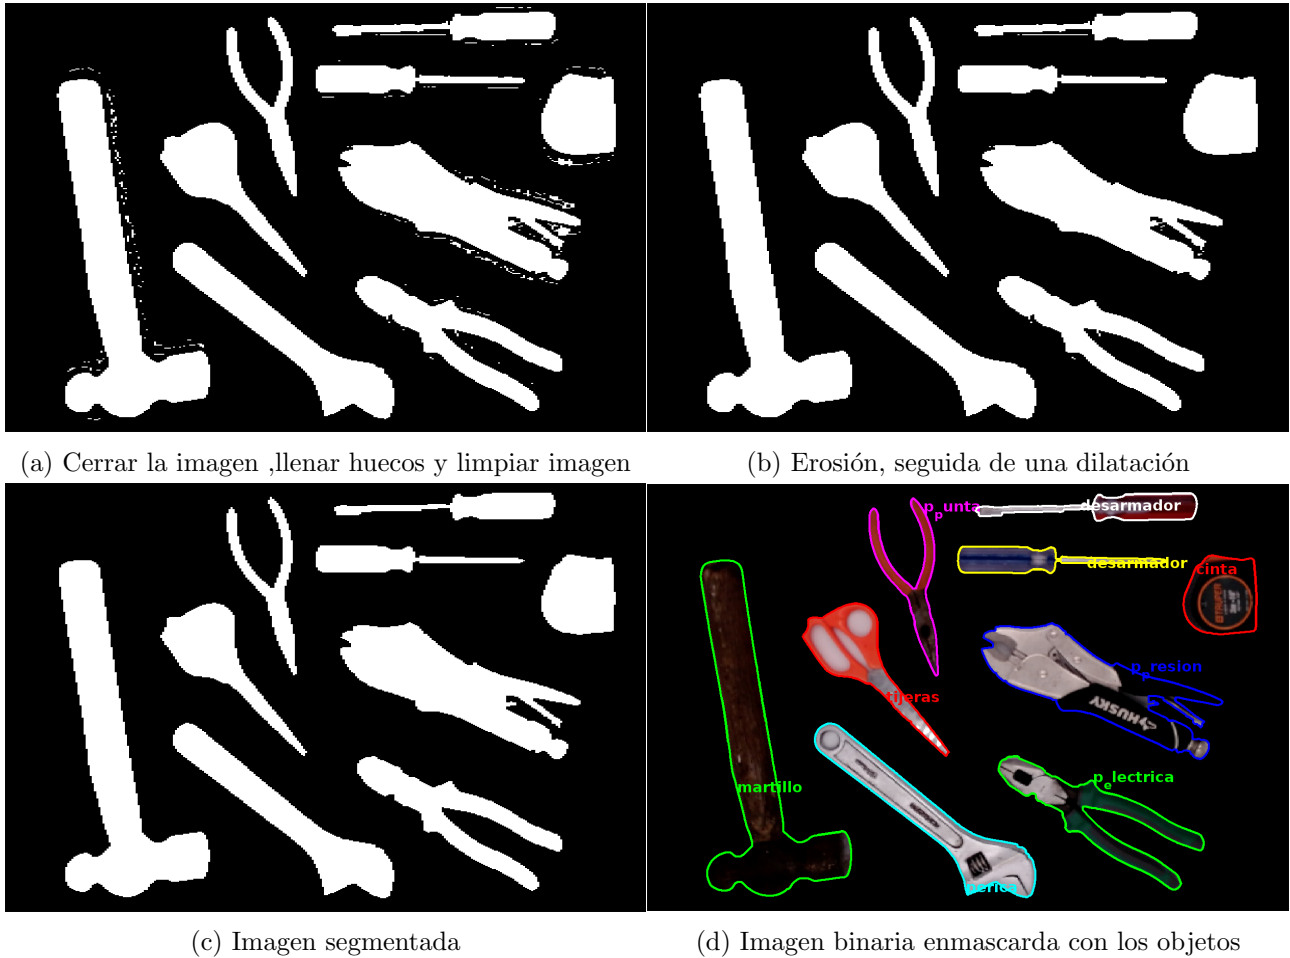 (a) Cerrar la imagen ,llenar huecos y limpiar imagen
(b) Erosión, seguida de una dilatación
p_punta
desarmador
desarmador
cinta
p_presion
HUSKY
tijeras
martillo
p_electrica
perica
(c) Imagen segmentada
(d) Imagen binaria enmascarda con los objetos